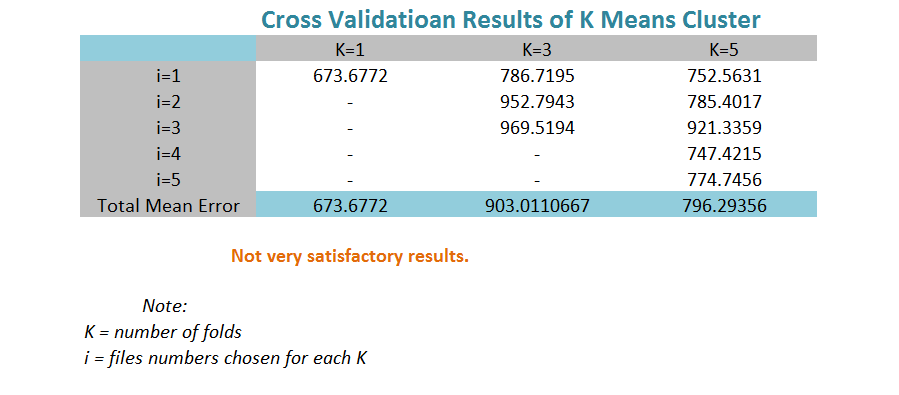 Cross Validatioan Results of K Means Cluster
K=1 K=3 K=5
i=1 673.6772 786.7195 752.5631
i=2 - 952.7943 785.4017
i=3 - 969.5194 921.3359
i=4 - - 747.4215
i=5 - - 774.7456
Total Mean Error 673.6772 903.0110667 796.29356
Not very satisfactory results.
Note:
K = number of folds
i = files numbers chosen for each K